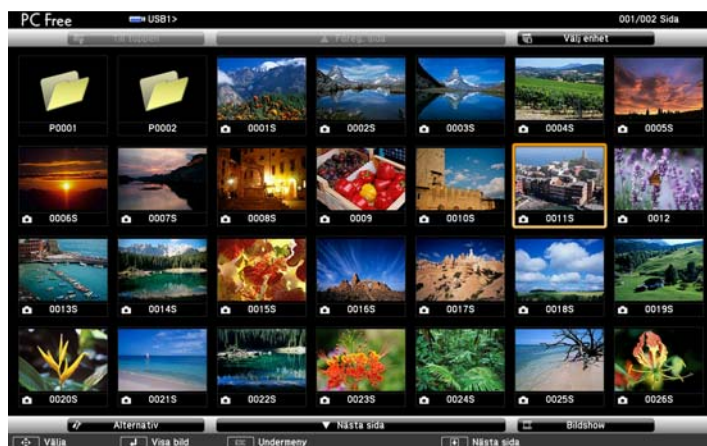 PC Free USB1> 001/002 Sida
Till toppen ▲ Föreg. sida Välj enhet
P0001 P0002 0001S 0002S 0003S 0004S 0005S
0006S 0007S 0008S 0009 0010S 0011S 0012
0013S 0014S 0015S 0016S 0017S 0018S 0019S
0020S 0021S 0022S 0023S 0024S 0025S 0026S
Alternativ ▼ Nästa sida Bildshow
Välja Visa bild ESC Undermeny Nästa sida